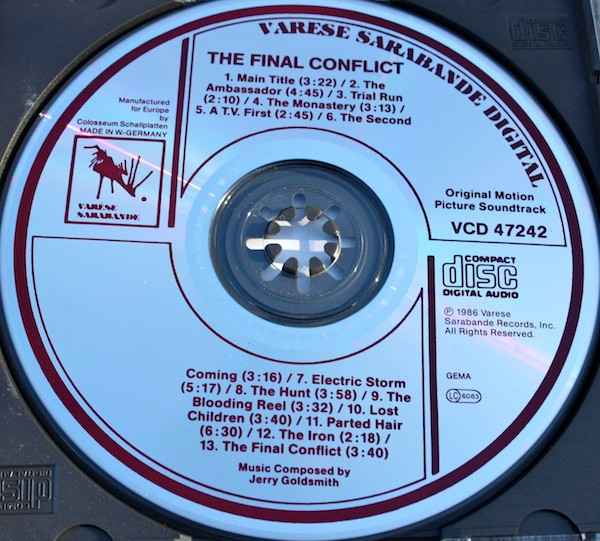 VARESE SARABANDE DIGITAL
THE FINAL CONFLICT
1. Main Title (3:22) / 2. The
Ambassador (4:45) / 3. Trial Run
(2:10) / 4. The Monastery (3:13) /
5. A T.V. First (2:45) / 6. The Second
Manufactured
for Europe
by
Colosseum Schallplatten
MADE IN W-GERMANY
VARESE
SARABANDE
Original Motion
Picture Soundtrack
VCD 47242
COMPACT
disc
DIGITAL AUDIO
℗ 1986 Varese
Sarabande Records, Inc.
All Rights Reserved.
GEMA
LC 6083
Coming (3:16) / 7. Electric Storm
(5:17) / 8. The Hunt (3:58) / 9. The
Blooding Reel (3:32) / 10. Lost
Children (3:40) / 11. Parted Hair
(6:30) / 12. The Iron (2:18) /
13. The Final Conflict (3:40)
Music Composed by
Jerry Goldsmith
disc
disc